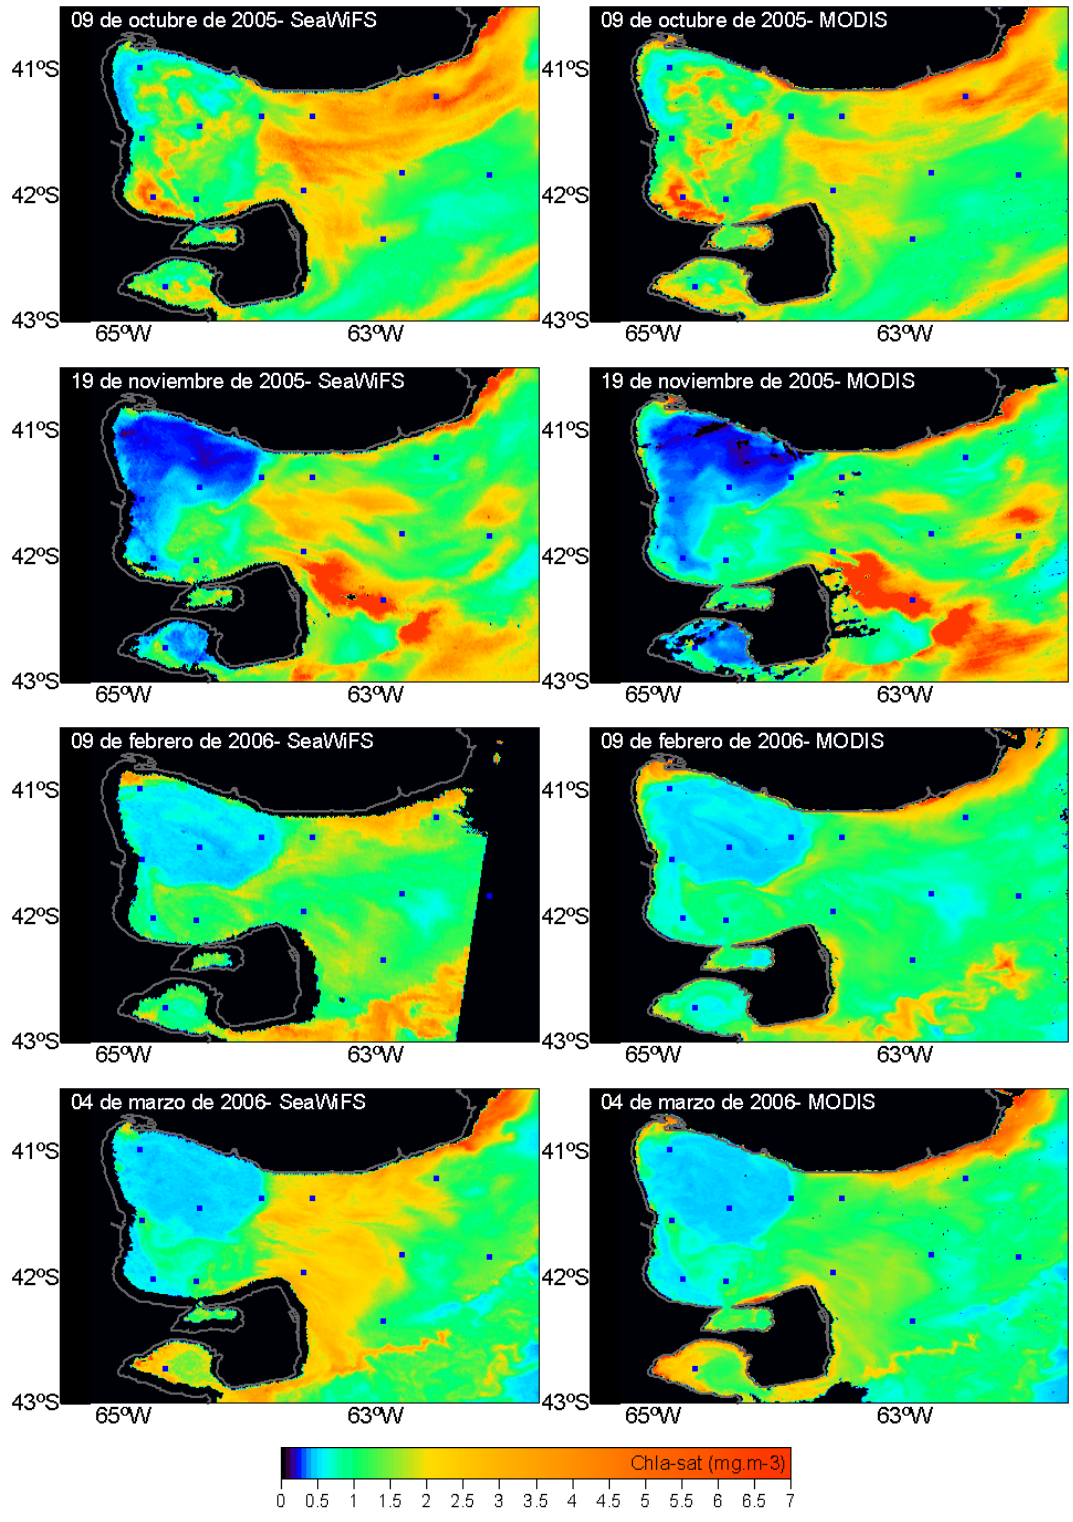 09 de octubre de 2005- SeaWiFS
09 de octubre de 2005- MODIS
41ºS
41ºS
42ºS
42ºS
43ºS
43ºS
65ºW
63ºW
65ºW
63ºW
19 de noviembre de 2005- SeaWiFS
19 de noviembre de 2005- MODIS
41ºS
41ºS
42ºS
42ºS
43ºS
43ºS
65ºW
63ºW
65ºW
63ºW
09 de febrero de 2006- SeaWiFS
09 de febrero de 2006- MODIS
41ºS
41ºS
42ºS
42ºS
43ºS
43ºS
65ºW
63ºW
65ºW
63ºW
04 de marzo de 2006- SeaWiFS
04 de marzo de 2006- MODIS
41ºS
41ºS
42ºS
42ºS
43ºS
43ºS
65ºW
63ºW
65ºW
63ºW
Chla-sat (mg.m-3)
0 0.5 1 1.5 2 2.5 3 3.5 4 4.5 5 5.5 6 6.5 7